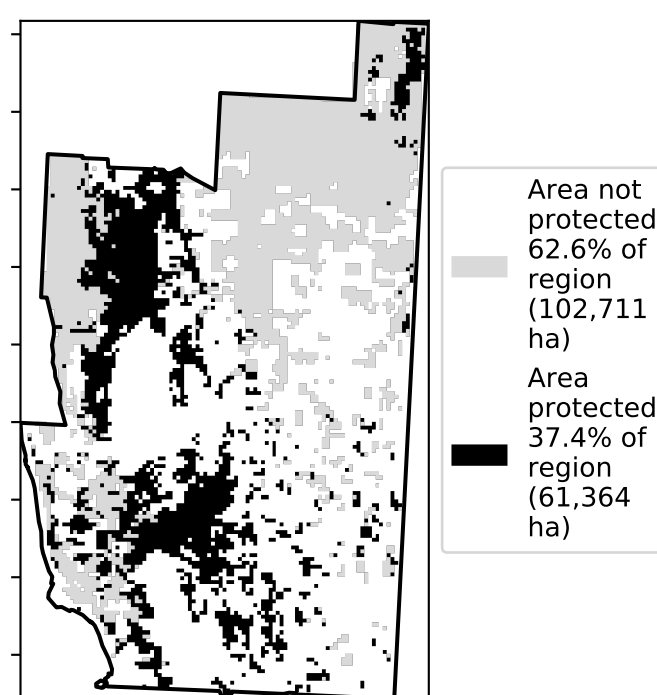 Area not
protected
62.6% of
region
(102,711
ha)
Area
protected
37.4% of
region
(61,364
ha)